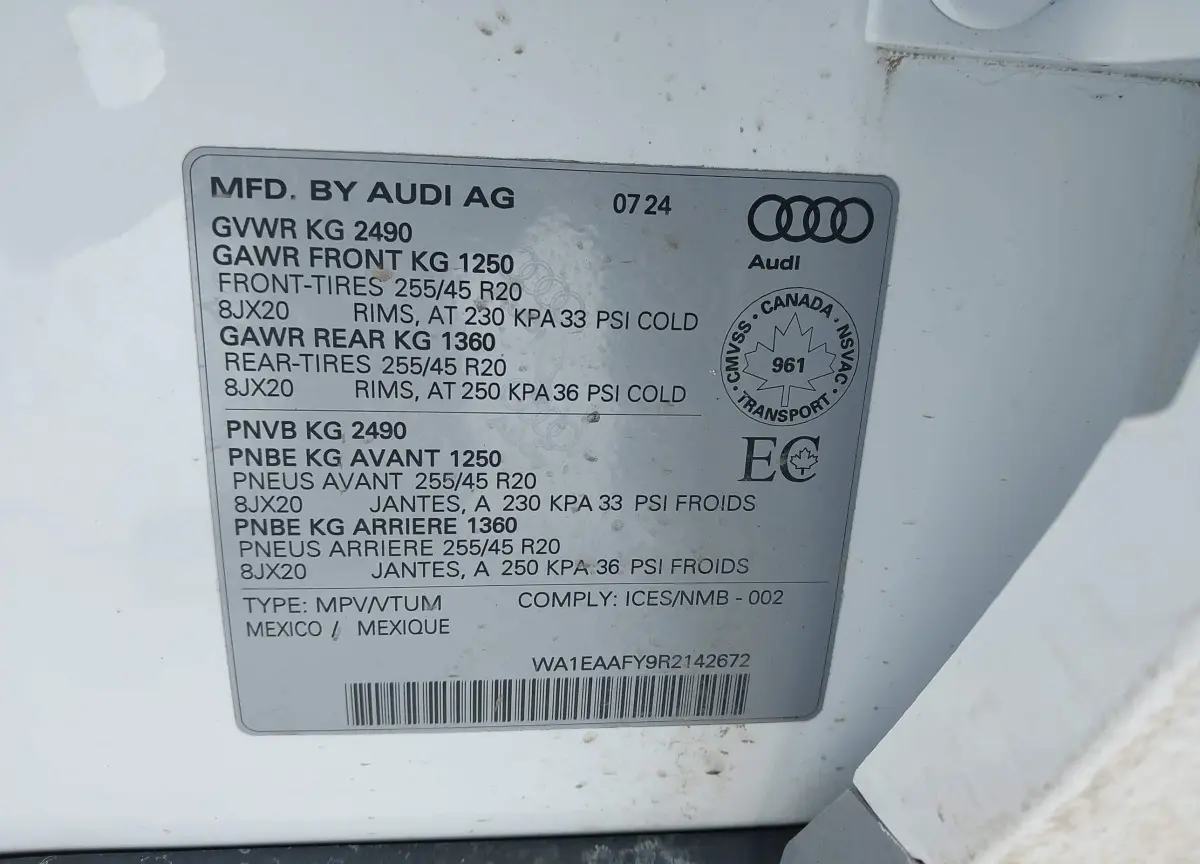 MFD. BY AUDI AG 0724
Audi
GVWR KG 2490
GAWR FRONT KG 1250
FRONT-TIRES 255/45 R20
8JX20 RIMS, AT 230 KPA 33 PSI COLD
GAWR REAR KG 1360
REAR-TIRES 255/45 R20
8JX20 RIMS, AT 250 KPA 36 PSI COLD
CMVSS · CANADA · NSVAC · TRANSPORT ·
961
PNVB KG 2490
PNBE KG AVANT 1250
PNEUS AVANT 255/45 R20
8JX20 JANTES, A 230 KPA 33 PSI FROIDS
PNBE KG ARRIERE 1360
PNEUS ARRIERE 255/45 R20
8JX20 JANTES, A 250 KPA 36 PSI FROIDS
EC
TYPE: MPV/VTUM COMPLY: ICES/NMB - 002
MEXICO / MEXIQUE
WA1EAAFY9R2142672